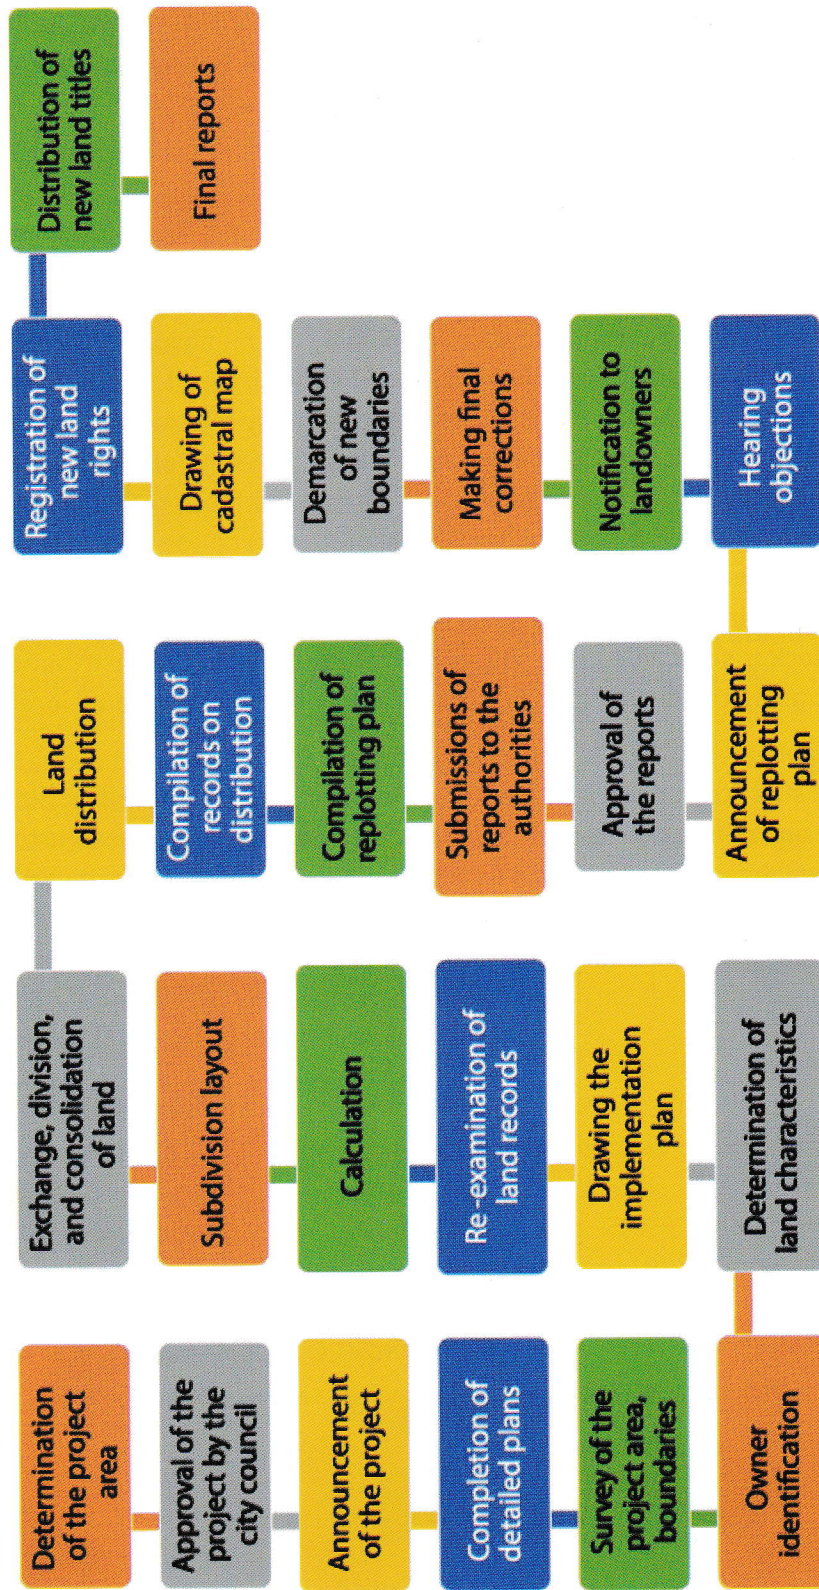 Determination
of the project
area
Approval of the
project by the
city council
Announcement
of the project
Completion of
detailed plans
Survey of the
project area,
boundaries
Owner
identification
Determination of
land characteristics
Drawing the
implementation
plan
Re-examination of
land records
Calculation
Subdivision layout
Exchange, division,
and consolidation
of land
Land
distribution
Compilation of
records on
distribution
Compilation of
replotting plan
Submissions of
reports to the
authorities
Approval of
the reports
Announcement
of replotting
plan
Hearing
objections
Notification to
landowners
Making final
corrections
Demarcation
of new
boundaries
Drawing of
cadastral map
Registration of
new land
rights
Distribution of
new land titles
Final reports